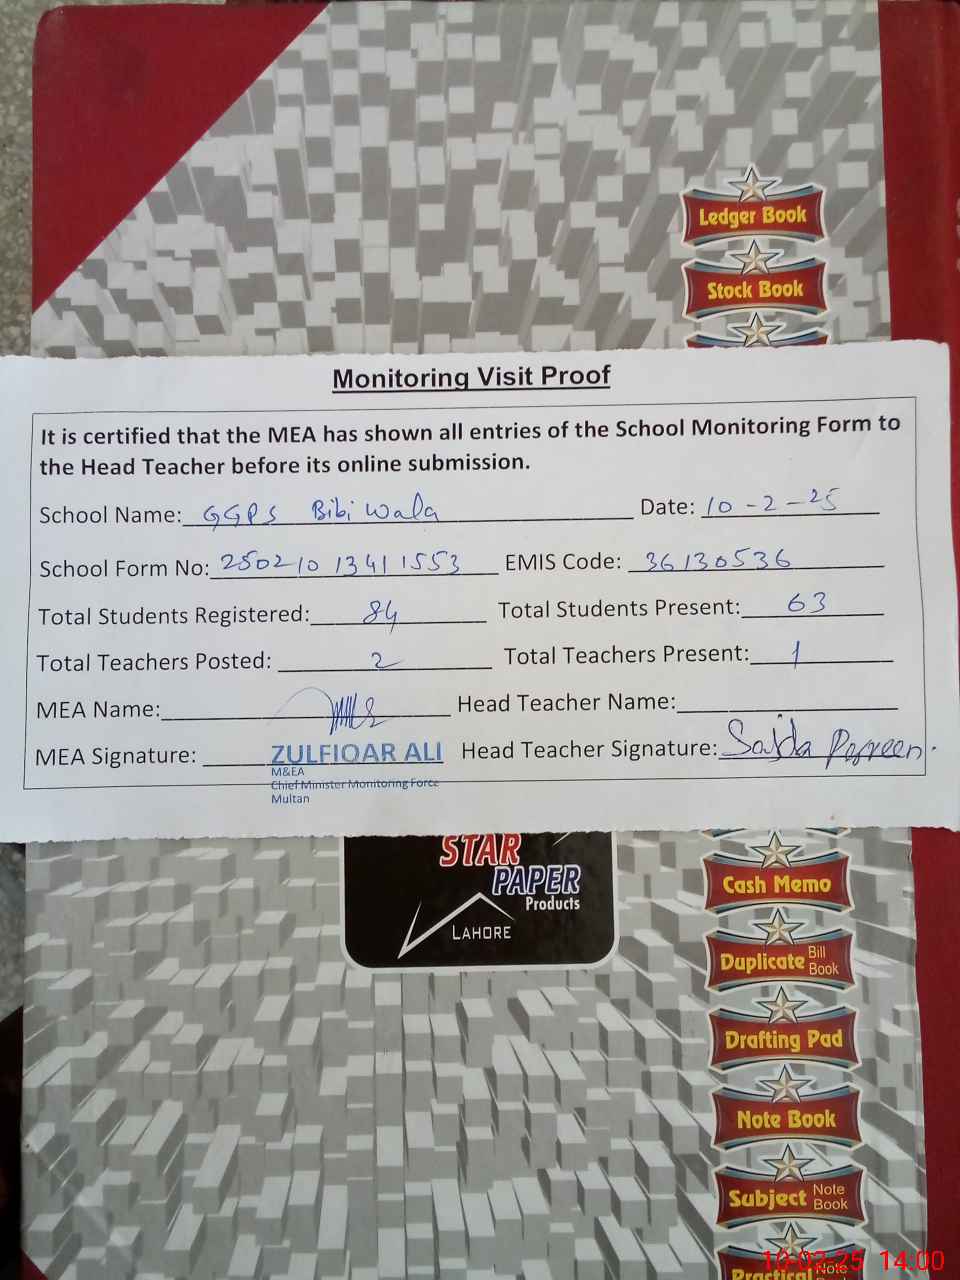 Ledger Book
Stock Book
Monitoring Visit Proof
It is certified that the MEA has shown all entries of the School Monitoring Form to
the Head Teacher before its online submission.
School Name: GGPS Bibi Wala Date: 10-2-25
School Form No: 250210 1341 1553 EMIS Code: 36130536
Total Students Registered: 84 Total Students Present: 63
Total Teachers Posted: 2 Total Teachers Present: 1
MEA Name: Head Teacher Name:
MEA Signature: ZULFIQAR ALI Head Teacher Signature: Sajda Parveen.
M&EA
Chief Minister Monitoring Force
Multan
STAR
PAPER
Products
LAHORE
Cash Memo
Duplicate Bill Book
Drafting Pad
Note Book
Subject Note Book
Practical Note
10-02-25 14:00